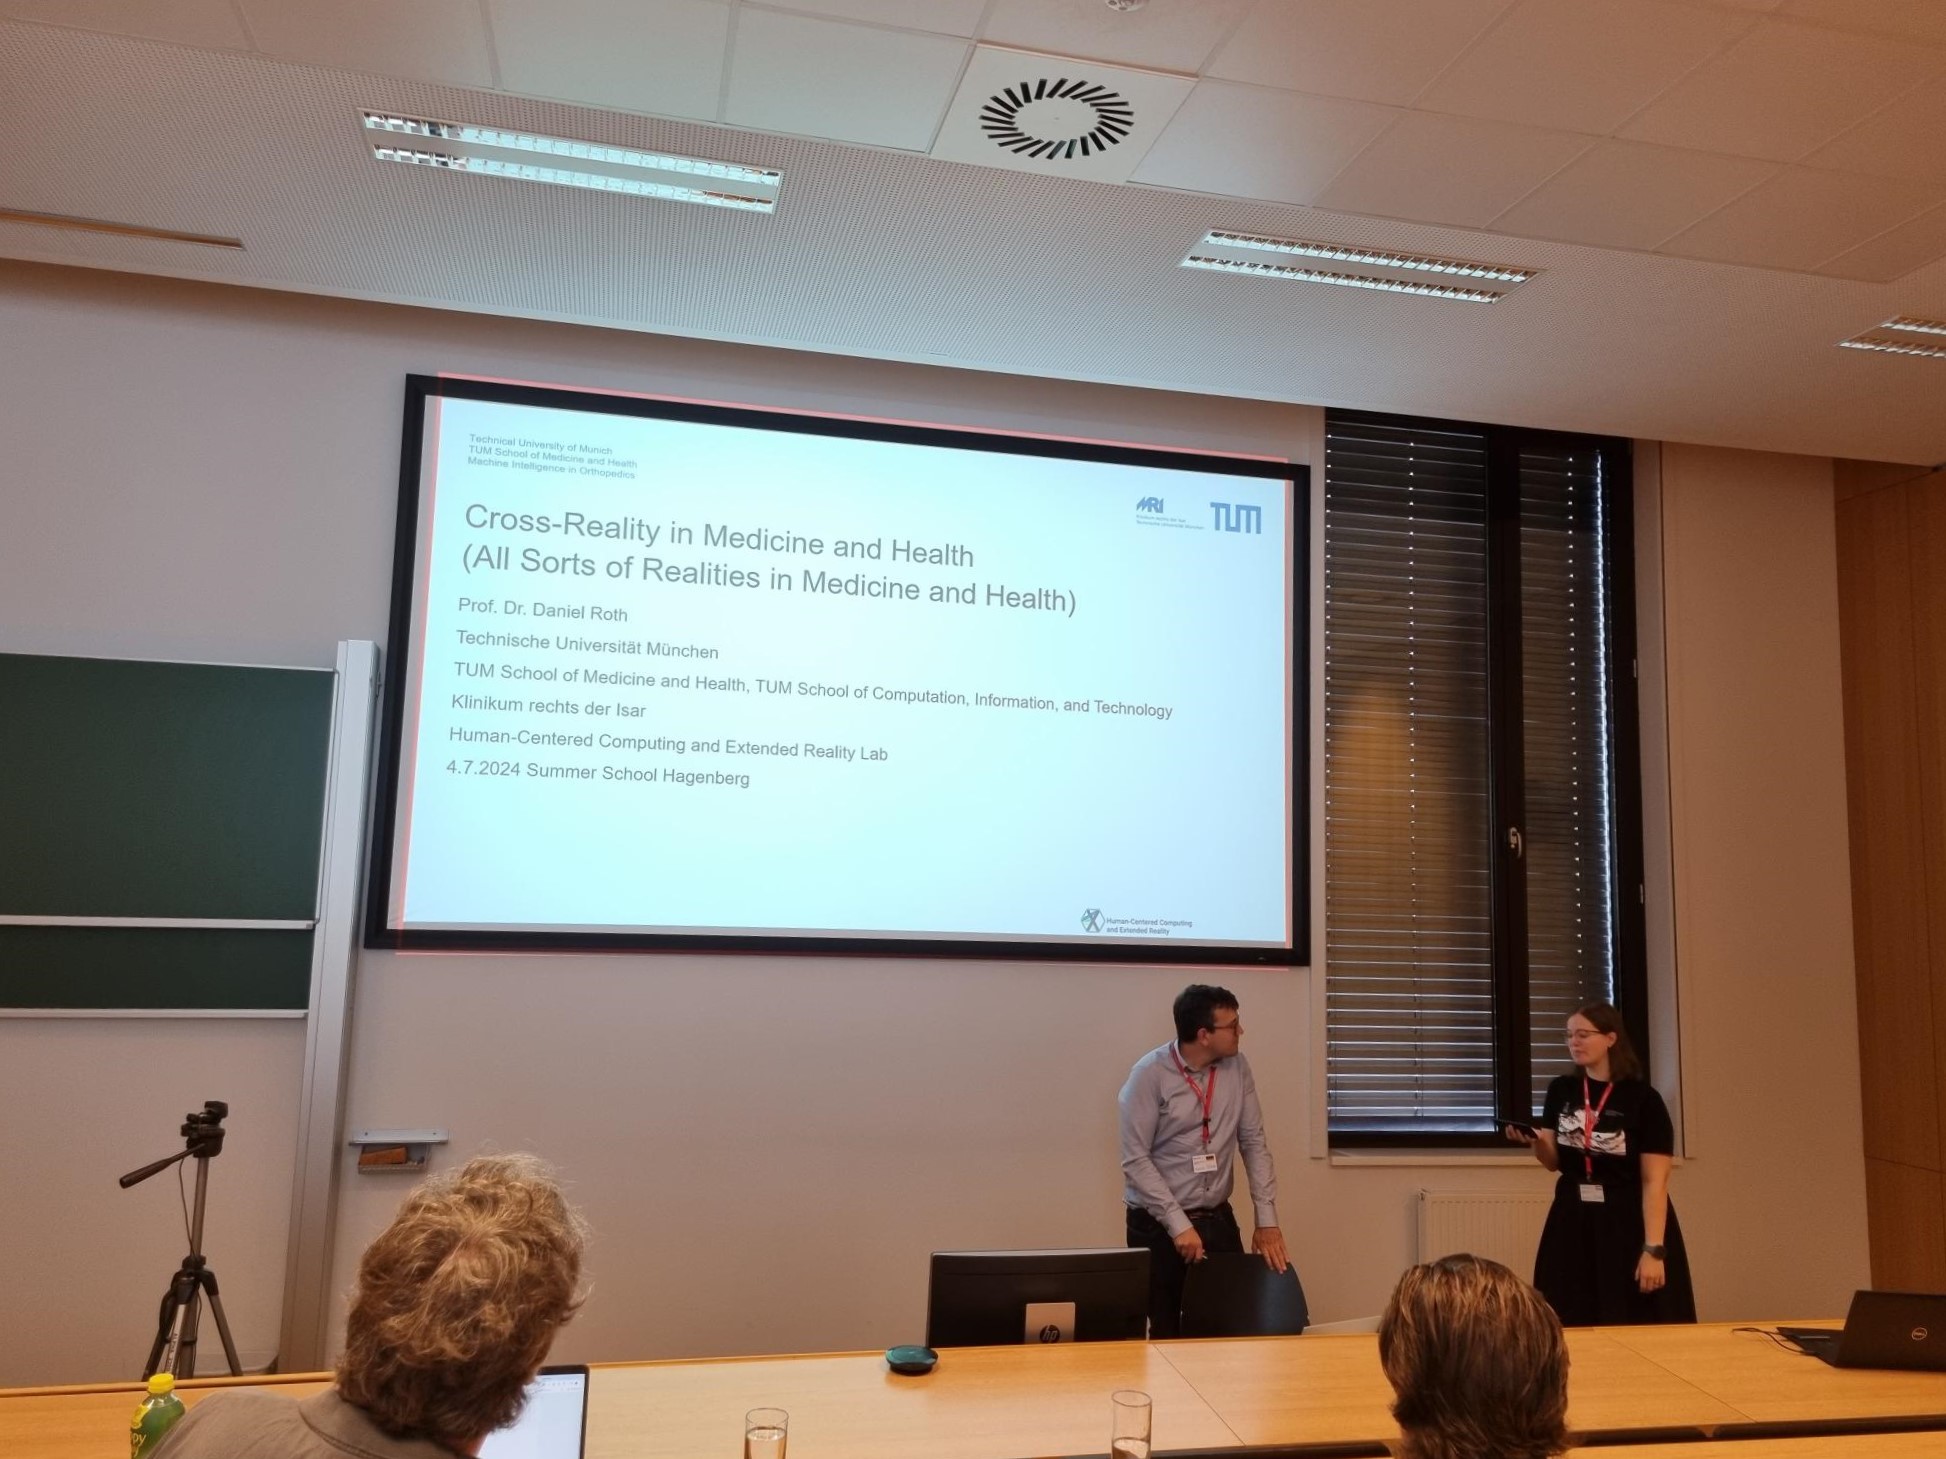 Technical University of Munich
TUM School of Medicine and Health
Machine Intelligence in Orthopedics
MRI
TUM
Cross-Reality in Medicine and Health
(All Sorts of Realities in Medicine and Health)
Prof. Dr. Daniel Roth
Technische Universität München
TUM School of Medicine and Health, TUM School of Computation, Information, and Technology
Klinikum rechts der Isar
Human-Centered Computing and Extended Reality Lab
4.7.2024 Summer School Hagenberg
Human-Centered Computing
and Extended Reality
hp
DELL